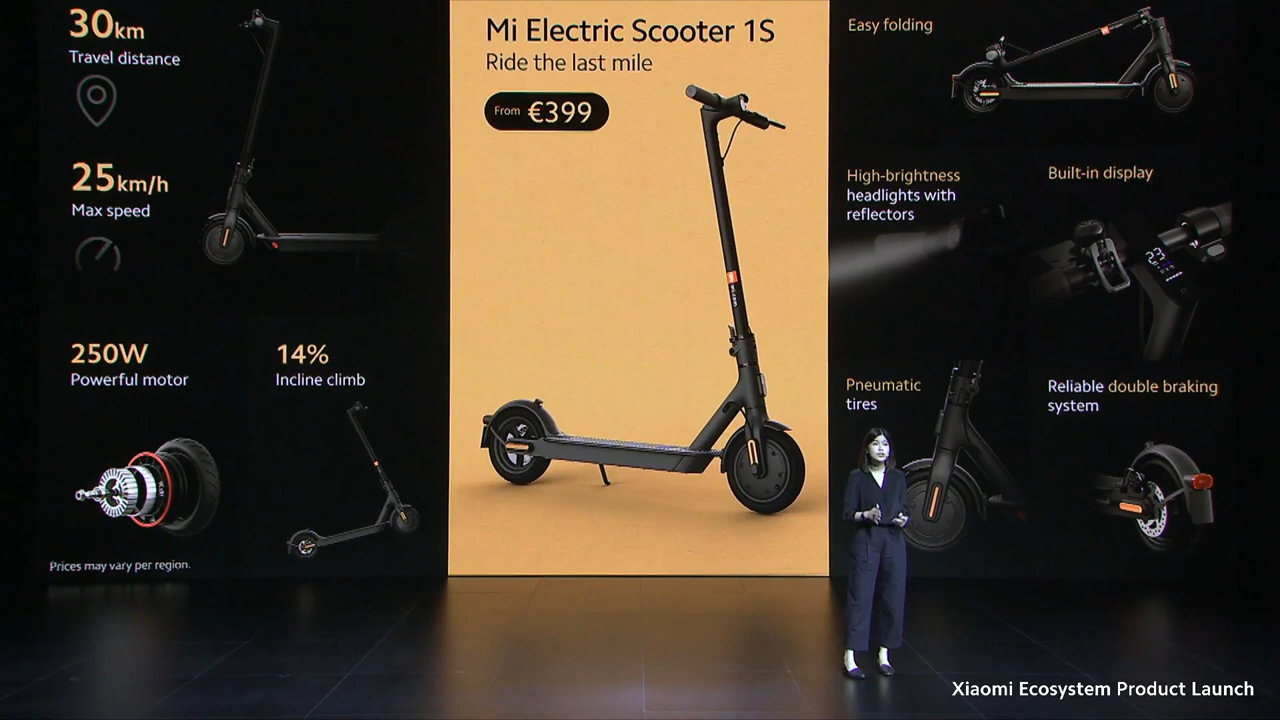 30km
Travel distance
25km/h
Max speed
250W
Powerful motor
14%
Incline climb
Prices may vary per region.
Mi Electric Scooter 1S
Ride the last mile
From €399
Easy folding
High-brightness
headlights with
reflectors
Built-in display
Pneumatic
tires
Reliable double braking
system
Xiaomi Ecosystem Product Launch